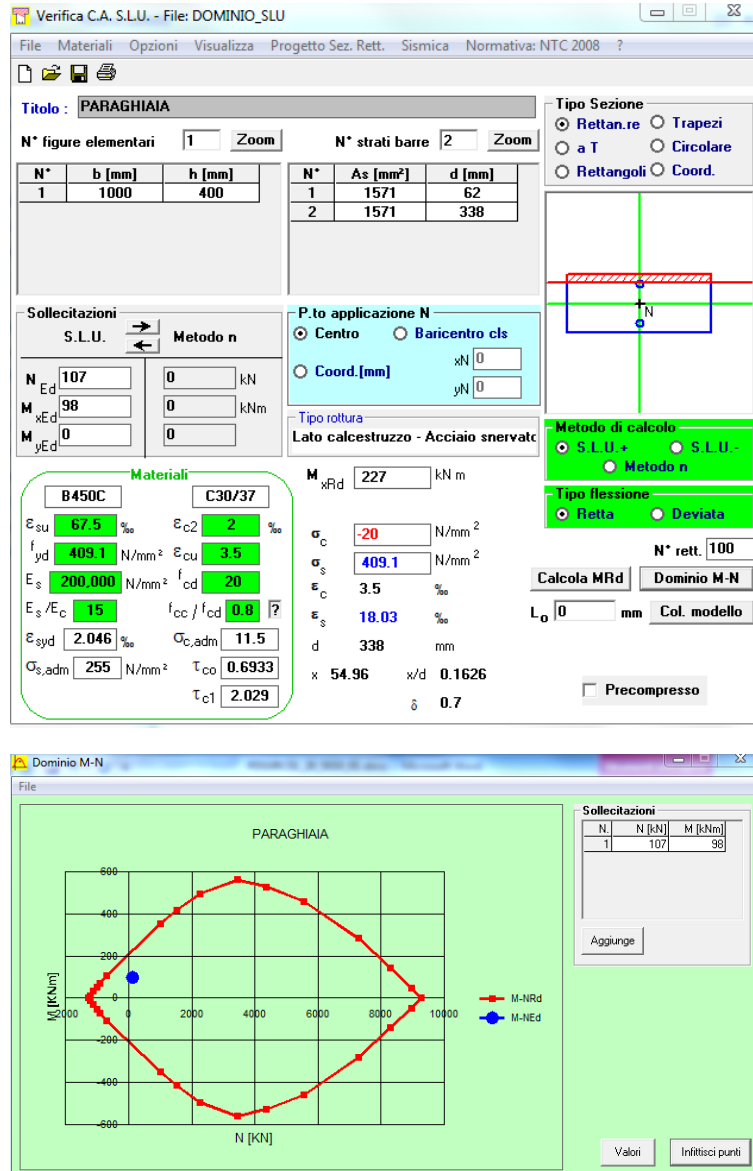 Verifica C.A. S.L.U. - File: DOMINIO_SLU
File Materiali Opzioni Visualizza Progetto Sez. Rett. Sismica Normativa: NTC 2008 ?
Titolo : PARAGHIAIA
N° figure elementari 1 Zoom
N° strati barre 2 Zoom
N° b [mm] h [mm]
1 1000 400
N° As [mm²] d [mm]
1 1571 62
2 1571 338
Tipo Sezione
Rettan.re Trapezi
a T Circolare
Rettangoli Coord.
N
Sollecitazioni
S.L.U. Metodo n
N Ed 107 0 kN
M xEd 98 0 kNm
M yEd 0 0
P.to applicazione N
Centro Baricentro cls
Coord.[mm] xN 0
yN 0
Tipo rottura
Lato calcestruzzo - Acciaio snervato
Metodo di calcolo
S.L.U.+ S.L.U.-
Metodo n
Tipo flessione
Retta Deviata
Materiali
B450C C30/37
εsu 67.5 ‰ εc2 2 ‰
fyd 409.1 N/mm² εcu 3.5
Es 200,000 N/mm² fcd 20
Es/Ec 15 fcc / fcd 0.8 ?
εsyd 2.046 ‰ σc,adm 11.5
σs,adm 255 N/mm² τco 0.6933
τc1 2.029
M xRd 227 kN m
σc -20 N/mm²
σs 409.1 N/mm²
εc 3.5 ‰
εs 18.03 ‰
d 338 mm
x 54.96 x/d 0.1626
δ 0.7
N° rett. 100
Calcola MRd Dominio M-N
Lo 0 mm Col. modello
Precompresso
Dominio M-N
File
PARAGHIAIA
600
400
200
0
-200
-400
-600
M [KNm]
-2000 0 2000 4000 6000 8000 10000
N [KN]
M-NRd
M-NEd
Sollecitazioni
N. N [kN] M [kNm]
1 107 98
Aggiunge
Valori Infittisci punti